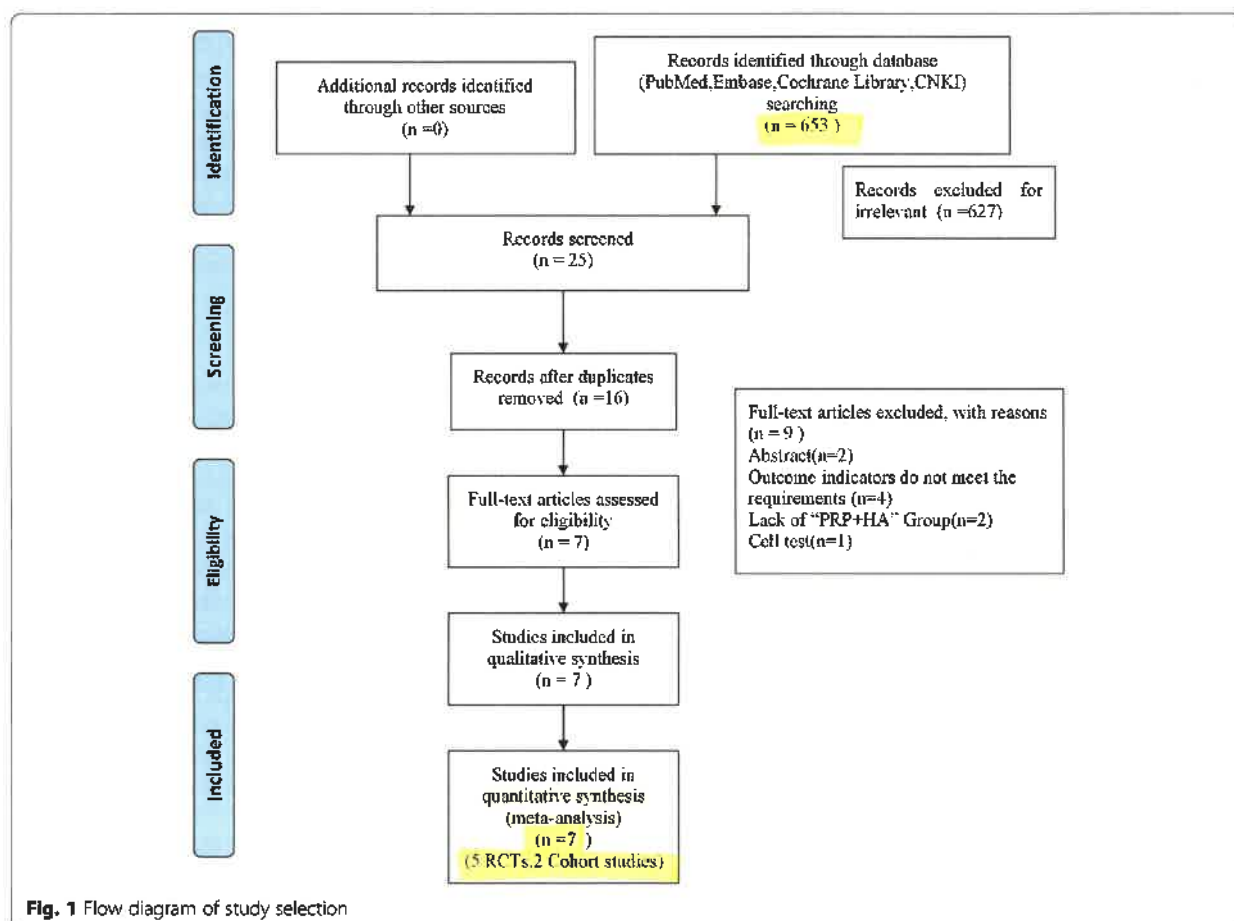 Identification
Additional records identified
through other sources
(n =0)
Records identified through database
(PubMed,Embase,Cochrane Library,CNKI)
searching
(n = 653 )
Records excluded for
irrelevant (n =627)
Screening
Records screened
(n = 25)
Records after duplicates
removed (n =16)
Full-text articles excluded, with reasons
(n = 9 )
Abstract(n=2)
Outcome indicators do not meet the
requirements (n=4)
Lack of “PRP+HA” Group(n=2)
Cell test(n=1)
Eligibility
Full-text articles assessed
for eligibility
(n = 7)
Studies included in
qualitative synthesis
(n = 7 )
Included
Studies included in
quantitative synthesis
(meta-analysis)
(n =7 )
(5 RCTs.2 Cohort studies)
Fig. 1 Flow diagram of study selection